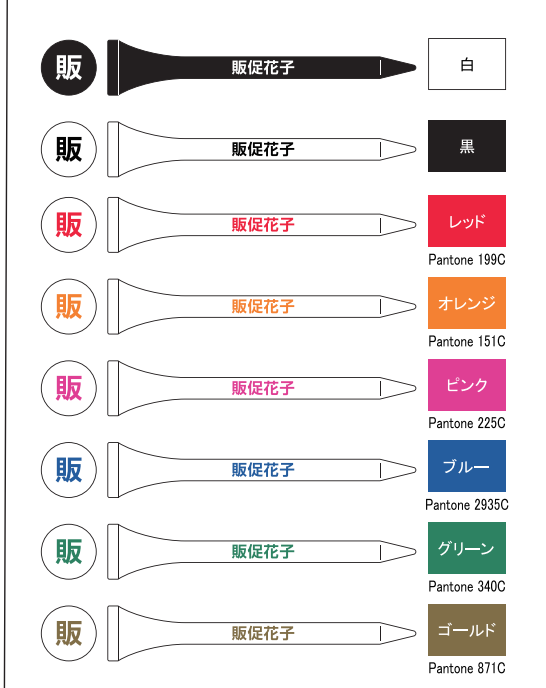 販 販促花子 白
販 販促花子 黒
販 販促花子 レッド
Pantone 199C
販 販促花子 オレンジ
Pantone 151C
販 販促花子 ピンク
Pantone 225C
販 販促花子 ブルー
Pantone 2935C
販 販促花子 グリーン
Pantone 340C
販 販促花子 ゴールド
Pantone 871C